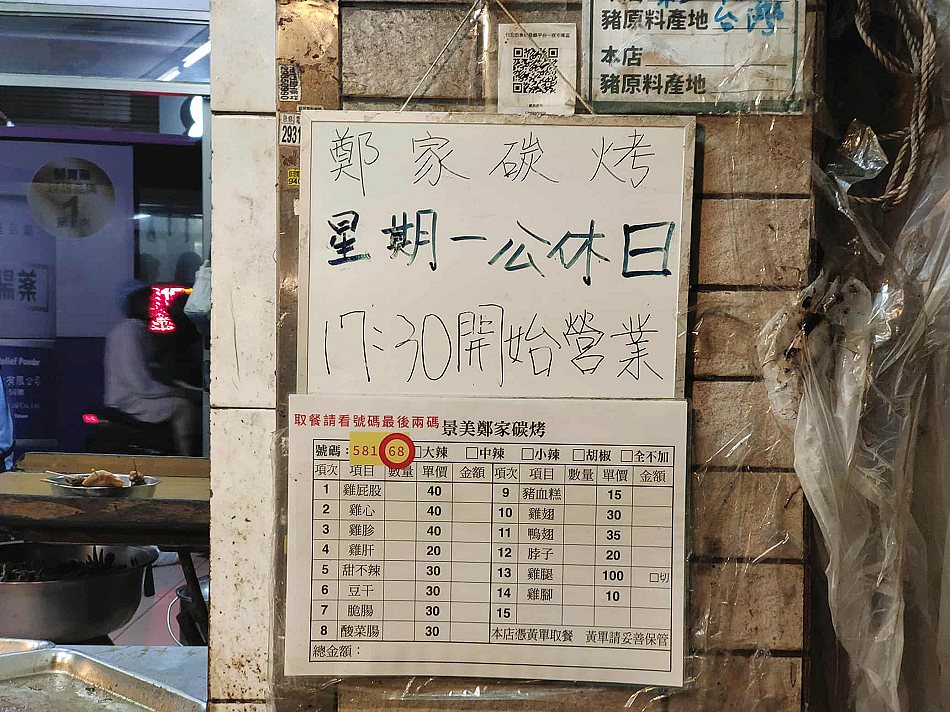 豬原料產地 台灣
本店
豬原料產地
2931
鄭家碳烤
星期一公休日
17:30開始營業
取餐請看號碼最後兩碼
景美鄭家碳烤
號碼:58168 □大辣 □中辣 □小辣 □胡椒 □全不加
項次 項目 數量 單價 金額 項次 項目 數量 單價 金額
1 雞屁股 40 9 豬血糕 15
2 雞心 40 10 雞翅 30
3 雞胗 40 11 鴨翅 35
4 雞肝 20 12 脖子 20
5 甜不辣 30 13 雞腿 100 □切
6 豆干 30 14 雞腳 10
7 脆腸 30 15
8 酸菜腸 30 本店憑黃單取餐 黃單請妥善保管
總金額: